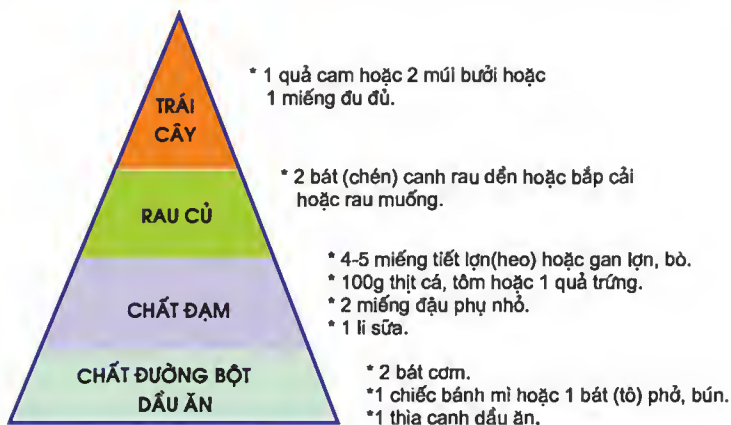 TRÁI
CÂY
* 1 quả cam hoặc 2 múi bưởi hoặc
1 miếng đu đủ.
RAU CỦ
* 2 bát (chén) canh rau dền hoặc bắp cải
hoặc rau muống.
CHẤT ĐẠM
* 4-5 miếng tiết lợn(heo) hoặc gan lợn, bò.
* 100g thịt cá, tôm hoặc 1 quả trứng.
* 2 miếng đậu phụ nhỏ.
* 1 li sữa.
CHẤT ĐƯỜNG BỘT
DẦU ĂN
* 2 bát cơm.
*1 chiếc bánh mì hoặc 1 bát (tô) phở, bún.
*1 thìa canh dầu ăn.